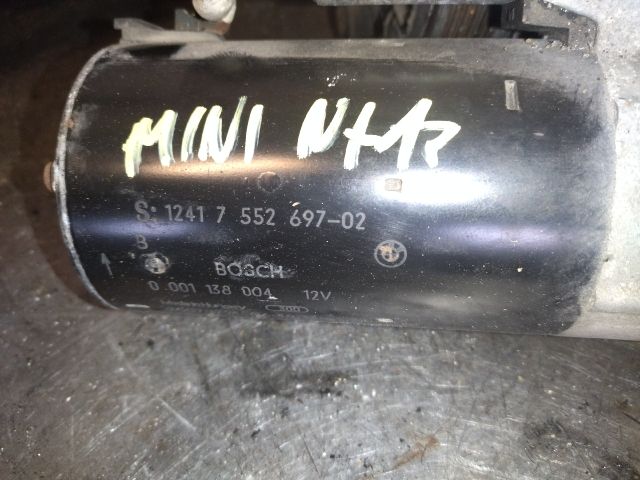 MINI N47
S: 1241 7 552 697-02
B
BOSCH
0 001 138 004 12V